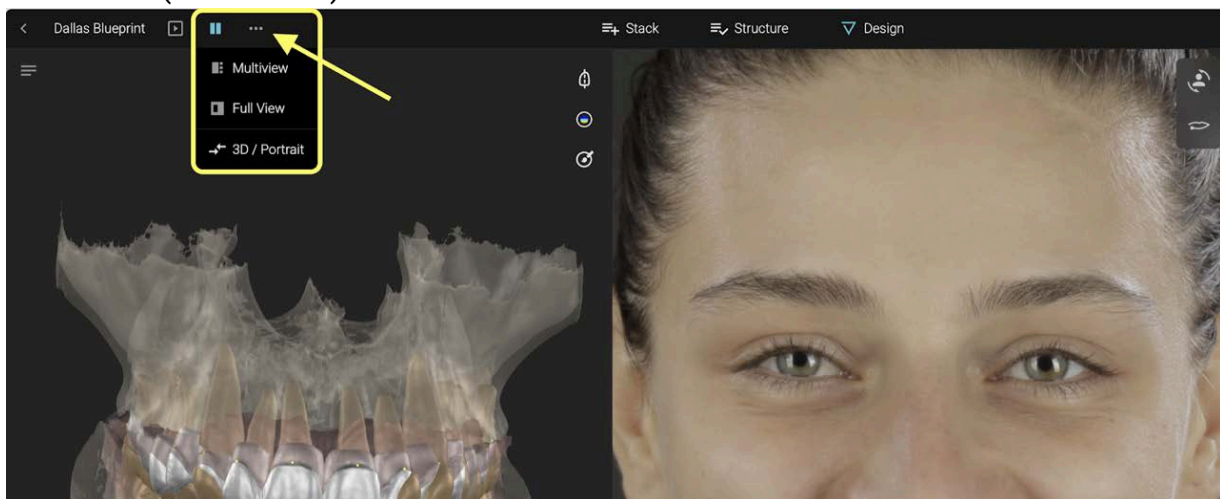 Dallas Blueprint
Stack
Structure
Design
Multiview
Full View
3D / Portrait